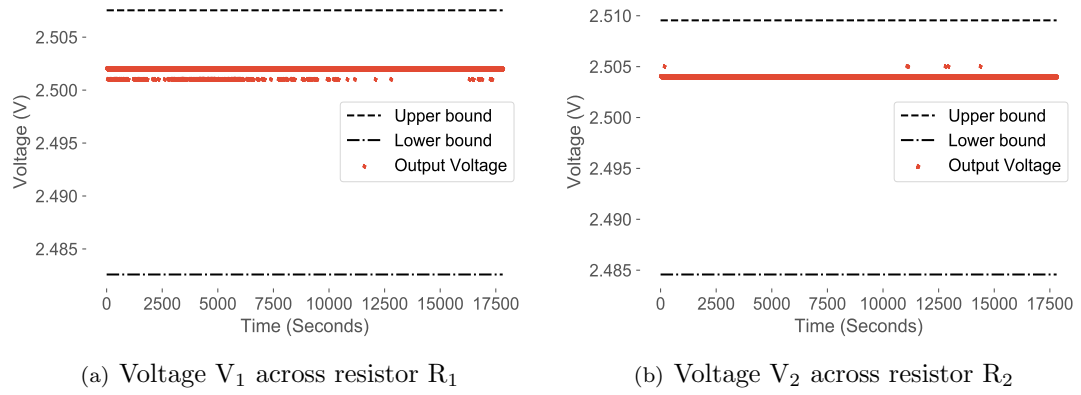 2.505
2.500
2.495
2.490
2.485
Voltage (V)
Upper bound
Lower bound
Output Voltage
0 2500 5000 7500 10000 12500 15000 17500
Time (Seconds)
(a) Voltage V₁ across resistor R₁
2.510
2.505
2.500
2.495
2.490
2.485
Voltage (V)
Upper bound
Lower bound
Output Voltage
0 2500 5000 7500 10000 12500 15000 17500
Time (Seconds)
(b) Voltage V₂ across resistor R₂